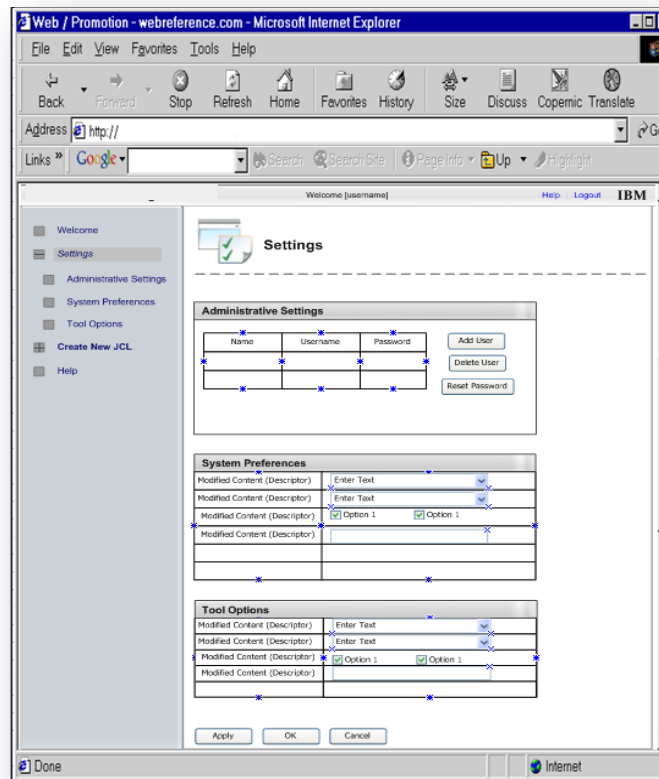 Web / Promotion - webreference.com - Microsoft Internet Explorer
File Edit View Favorites Tools Help
Back Forward Stop Refresh Home Favorites History Size Discuss Copernic Translate
Address http:// G
Links » Google Search Search Site Page Info Up Highlight
Welcome [username] Help Logout IBM
Welcome
Settings
Administrative Settings
System Preferences
Tool Options
Create New JCL
Help
Settings
Administrative Settings
Name Username Password
Add User
Delete User
Reset Password
System Preferences
Modified Content (Descriptor) Enter Text
Modified Content (Descriptor) Enter Text
Modified Content (Descriptor) Option 1 Option 1
Modified Content (Descriptor)
Tool Options
Modified Content (Descriptor) Enter Text
Modified Content (Descriptor) Enter Text
Modified Content (Descriptor) Option 1 Option 1
Modified Content (Descriptor)
Apply OK Cancel
Done Internet